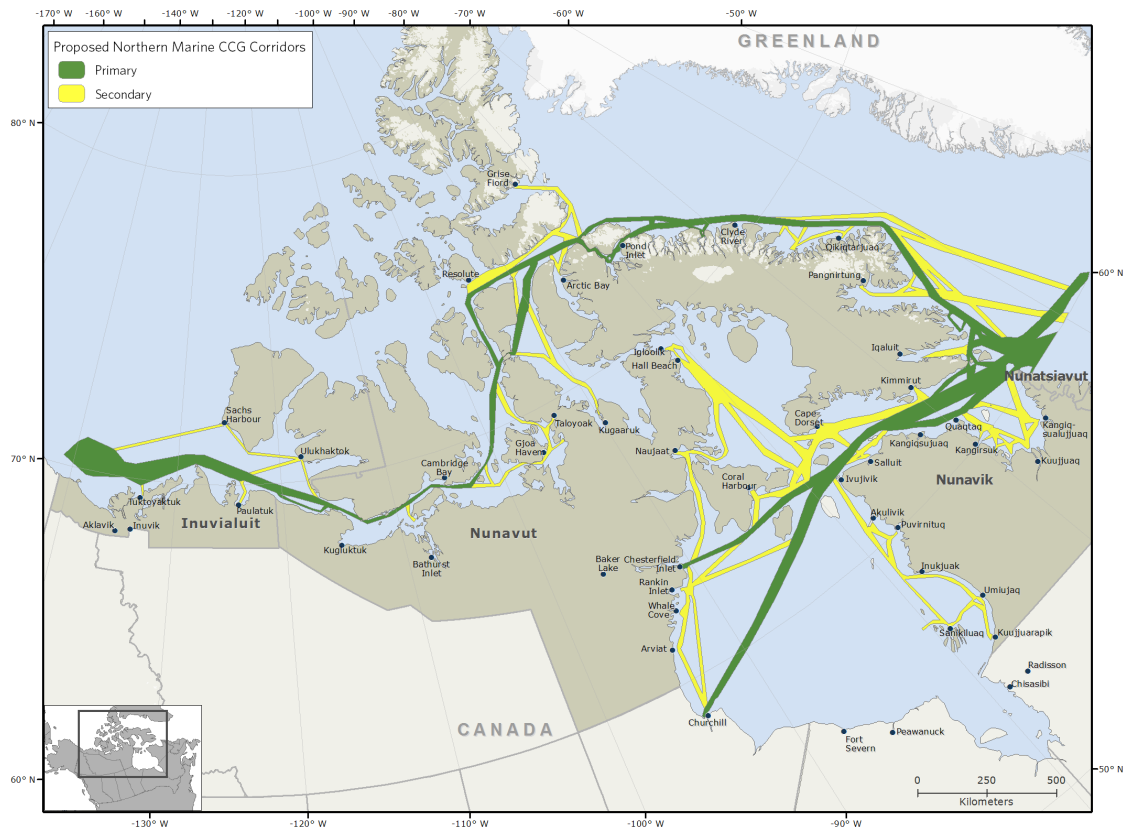 -170° W
-160° W
-140° W
-130° W
-120° W
-110° W
-100° W
-90° W
-80° W
-70° W
-60° W
-50° W
Proposed Northern Marine CCG Corridors
Primary
Secondary
GREENLAND
80° N
Grise
Fiord
Clyde
River
Pond
Inlet
Qikiqtarjuaq
Resolute
Arctic Bay
Pangnirtung
60° N
Igloolik
Hall Beach
Iqaluit
Kimmirut
Nunatsiavut
Sachs
Harbour
Taloyoak
Kugaaruk
Cape
Dorset
Quaqtaq
Kangiq-
sualujjuaq
Kangiqsujuaq
Kangirsuk
Gjoa
Haven
Naujaat
Ulukhaktok
70° N
Cambridge
Bay
Salluit
Kuujjuaq
Coral
Harbour
Ivujivik
Nunavik
Tuktoyaktuk
Paulatuk
Aklavik
Inuvik
Inuvialuit
Nunavut
Akulivik
Puvirnituq
Kugluktuk
Bathurst
Inlet
Baker
Lake
Chesterfield
Inlet
Inukjuak
Rankin
Inlet
Umiujaq
Whale
Cove
Sanikiluaq
Kuujjuarapik
Arviat
Radisson
Chisasibi
Churchill
CANADA
Fort
Severn
Peawanuck
60° N
50° N
0
250
500
Kilometers
-130° W
-120° W
-110° W
-100° W
-90° W